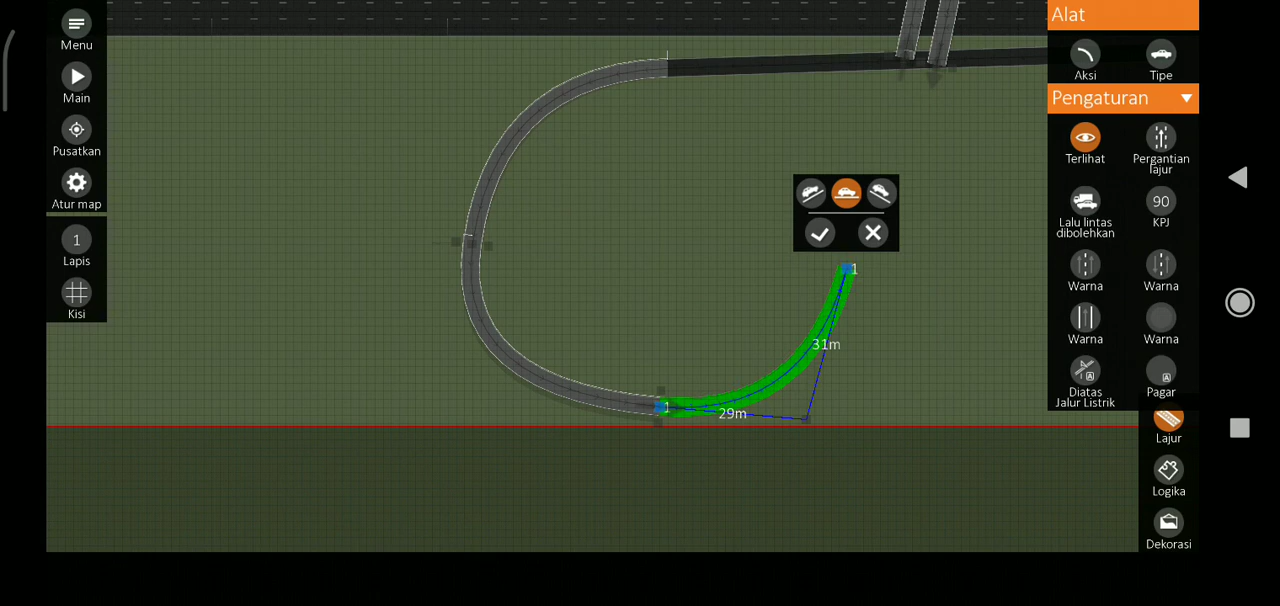 Menu
Main
Pusatkan
Atur map
1
Lapis
Kisi
1
31m
1
29m
Alat
Aksi
Tipe
Pengaturan
Terlihat
Pergantian
lajur
Lalu lintas
dibolehkan
90
KPJ
Warna
Warna
Warna
Warna
A
Diatas
Jalur Listrik
A
Pagar
Lajur
Logika
Dekorasi